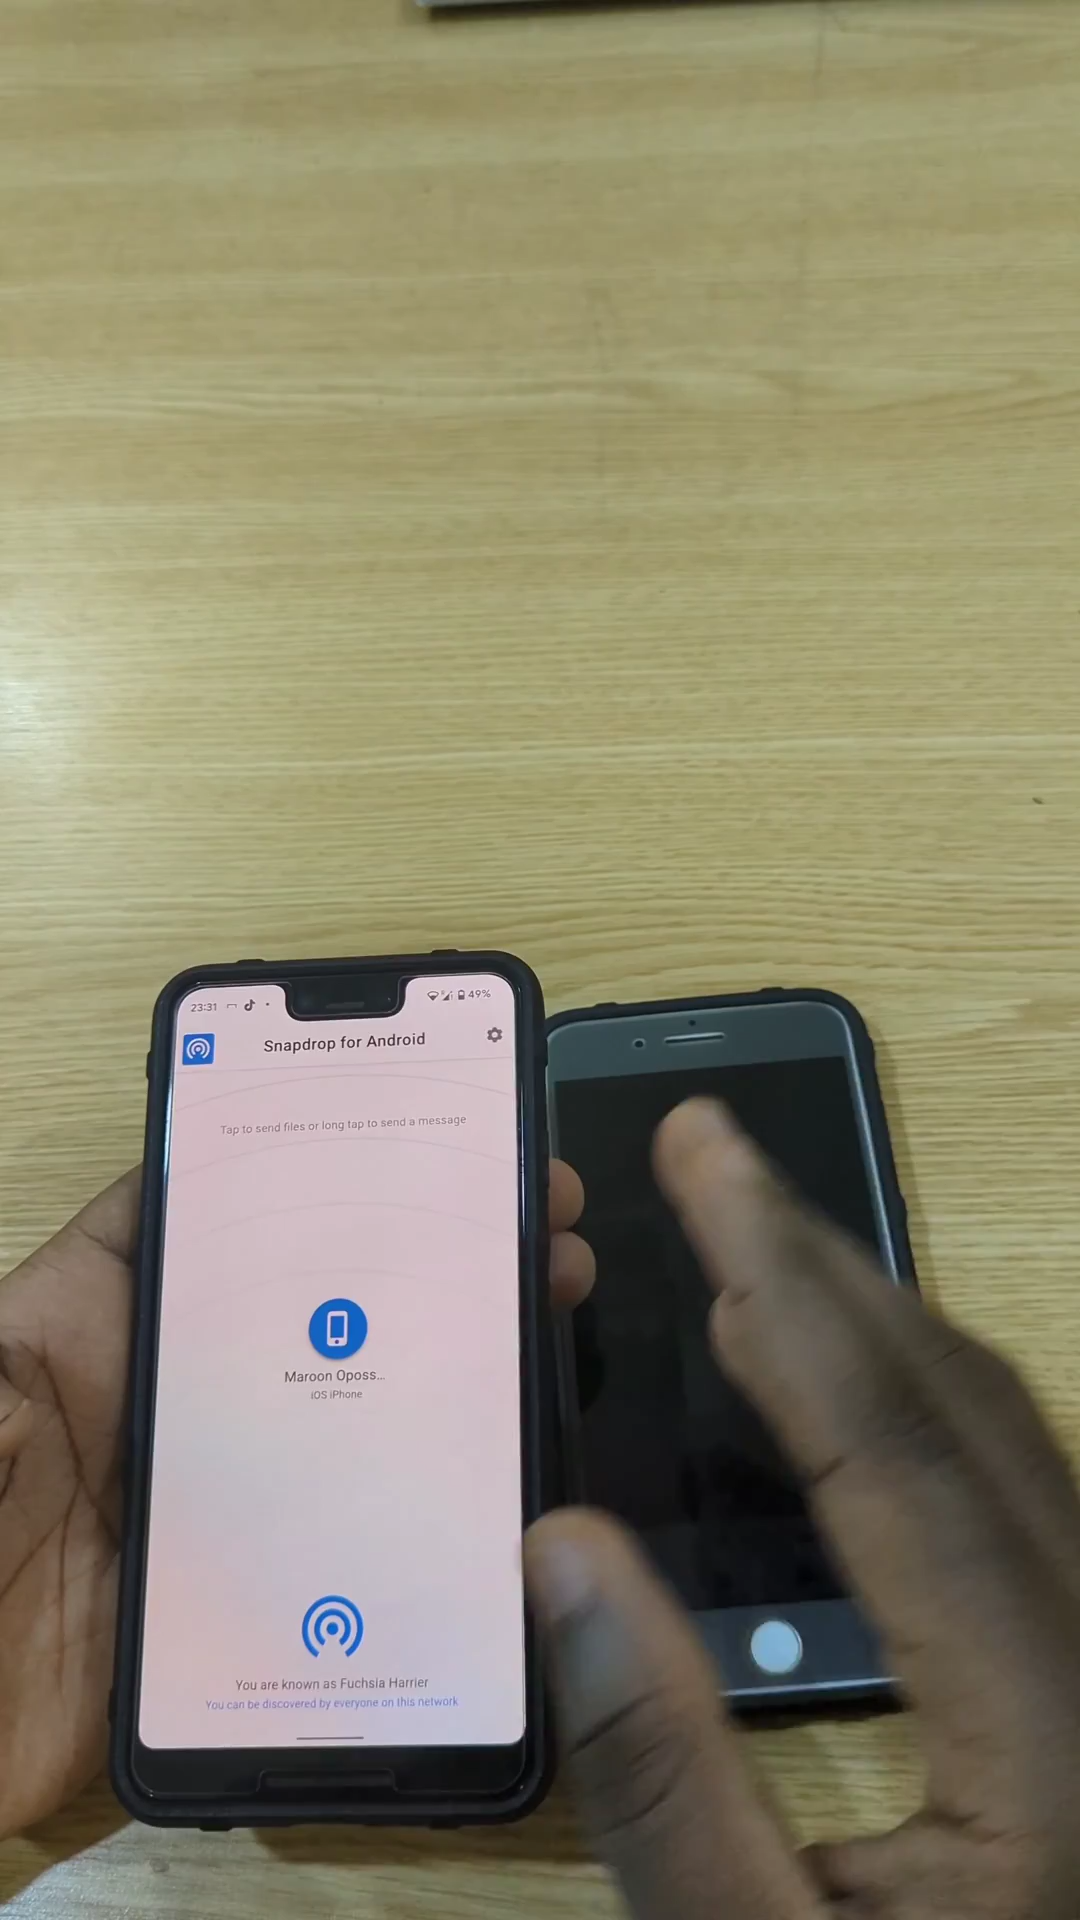 23:31 49%
Snapdrop for Android
Tap to send files or long tap to send a message
Maroon Oposs...
iOS iPhone
You are known as Fuchsia Harrier
You can be discovered by everyone on this network